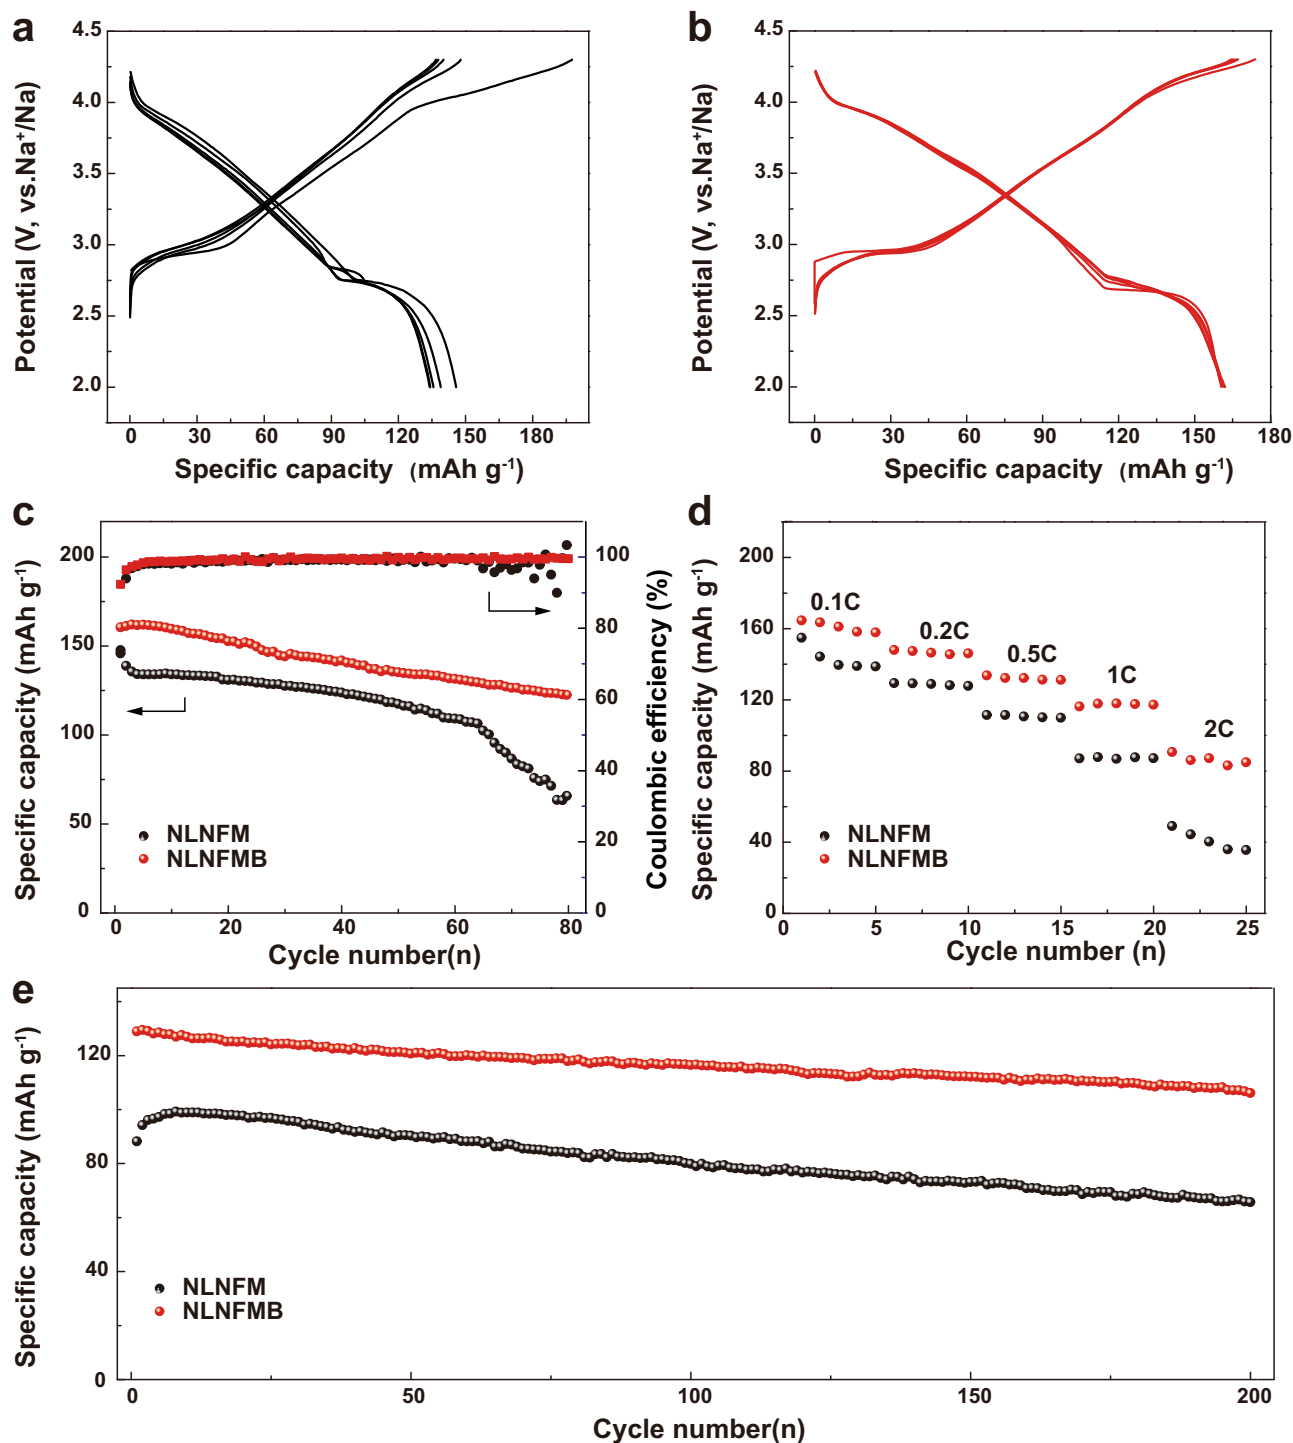 a
4.5
4.0
3.5
3.0
2.5
2.0
Potential (V, vs.Na⁺/Na)
0 30 60 90 120 150 180
Specific capacity (mAh g⁻¹)
b
4.5
4.0
3.5
3.0
2.5
2.0
Potential (V, vs.Na⁺/Na)
0 30 60 90 120 150 180
Specific capacity (mAh g⁻¹)
c
200
150
100
50
0
Specific capacity (mAh g⁻¹)
100
80
60
40
20
0
Coulombic efficiency (%)
NLNFM
NLNFMB
0 20 40 60 80
Cycle number(n)
d
200
160
120
80
40
0
Specific capacity (mAh g⁻¹)
0.1C
0.2C
0.5C
1C
2C
NLNFM
NLNFMB
0 5 10 15 20 25
Cycle number (n)
e
120
80
40
0
Specific capacity (mAh g⁻¹)
NLNFM
NLNFMB
0 50 100 150 200
Cycle number(n)